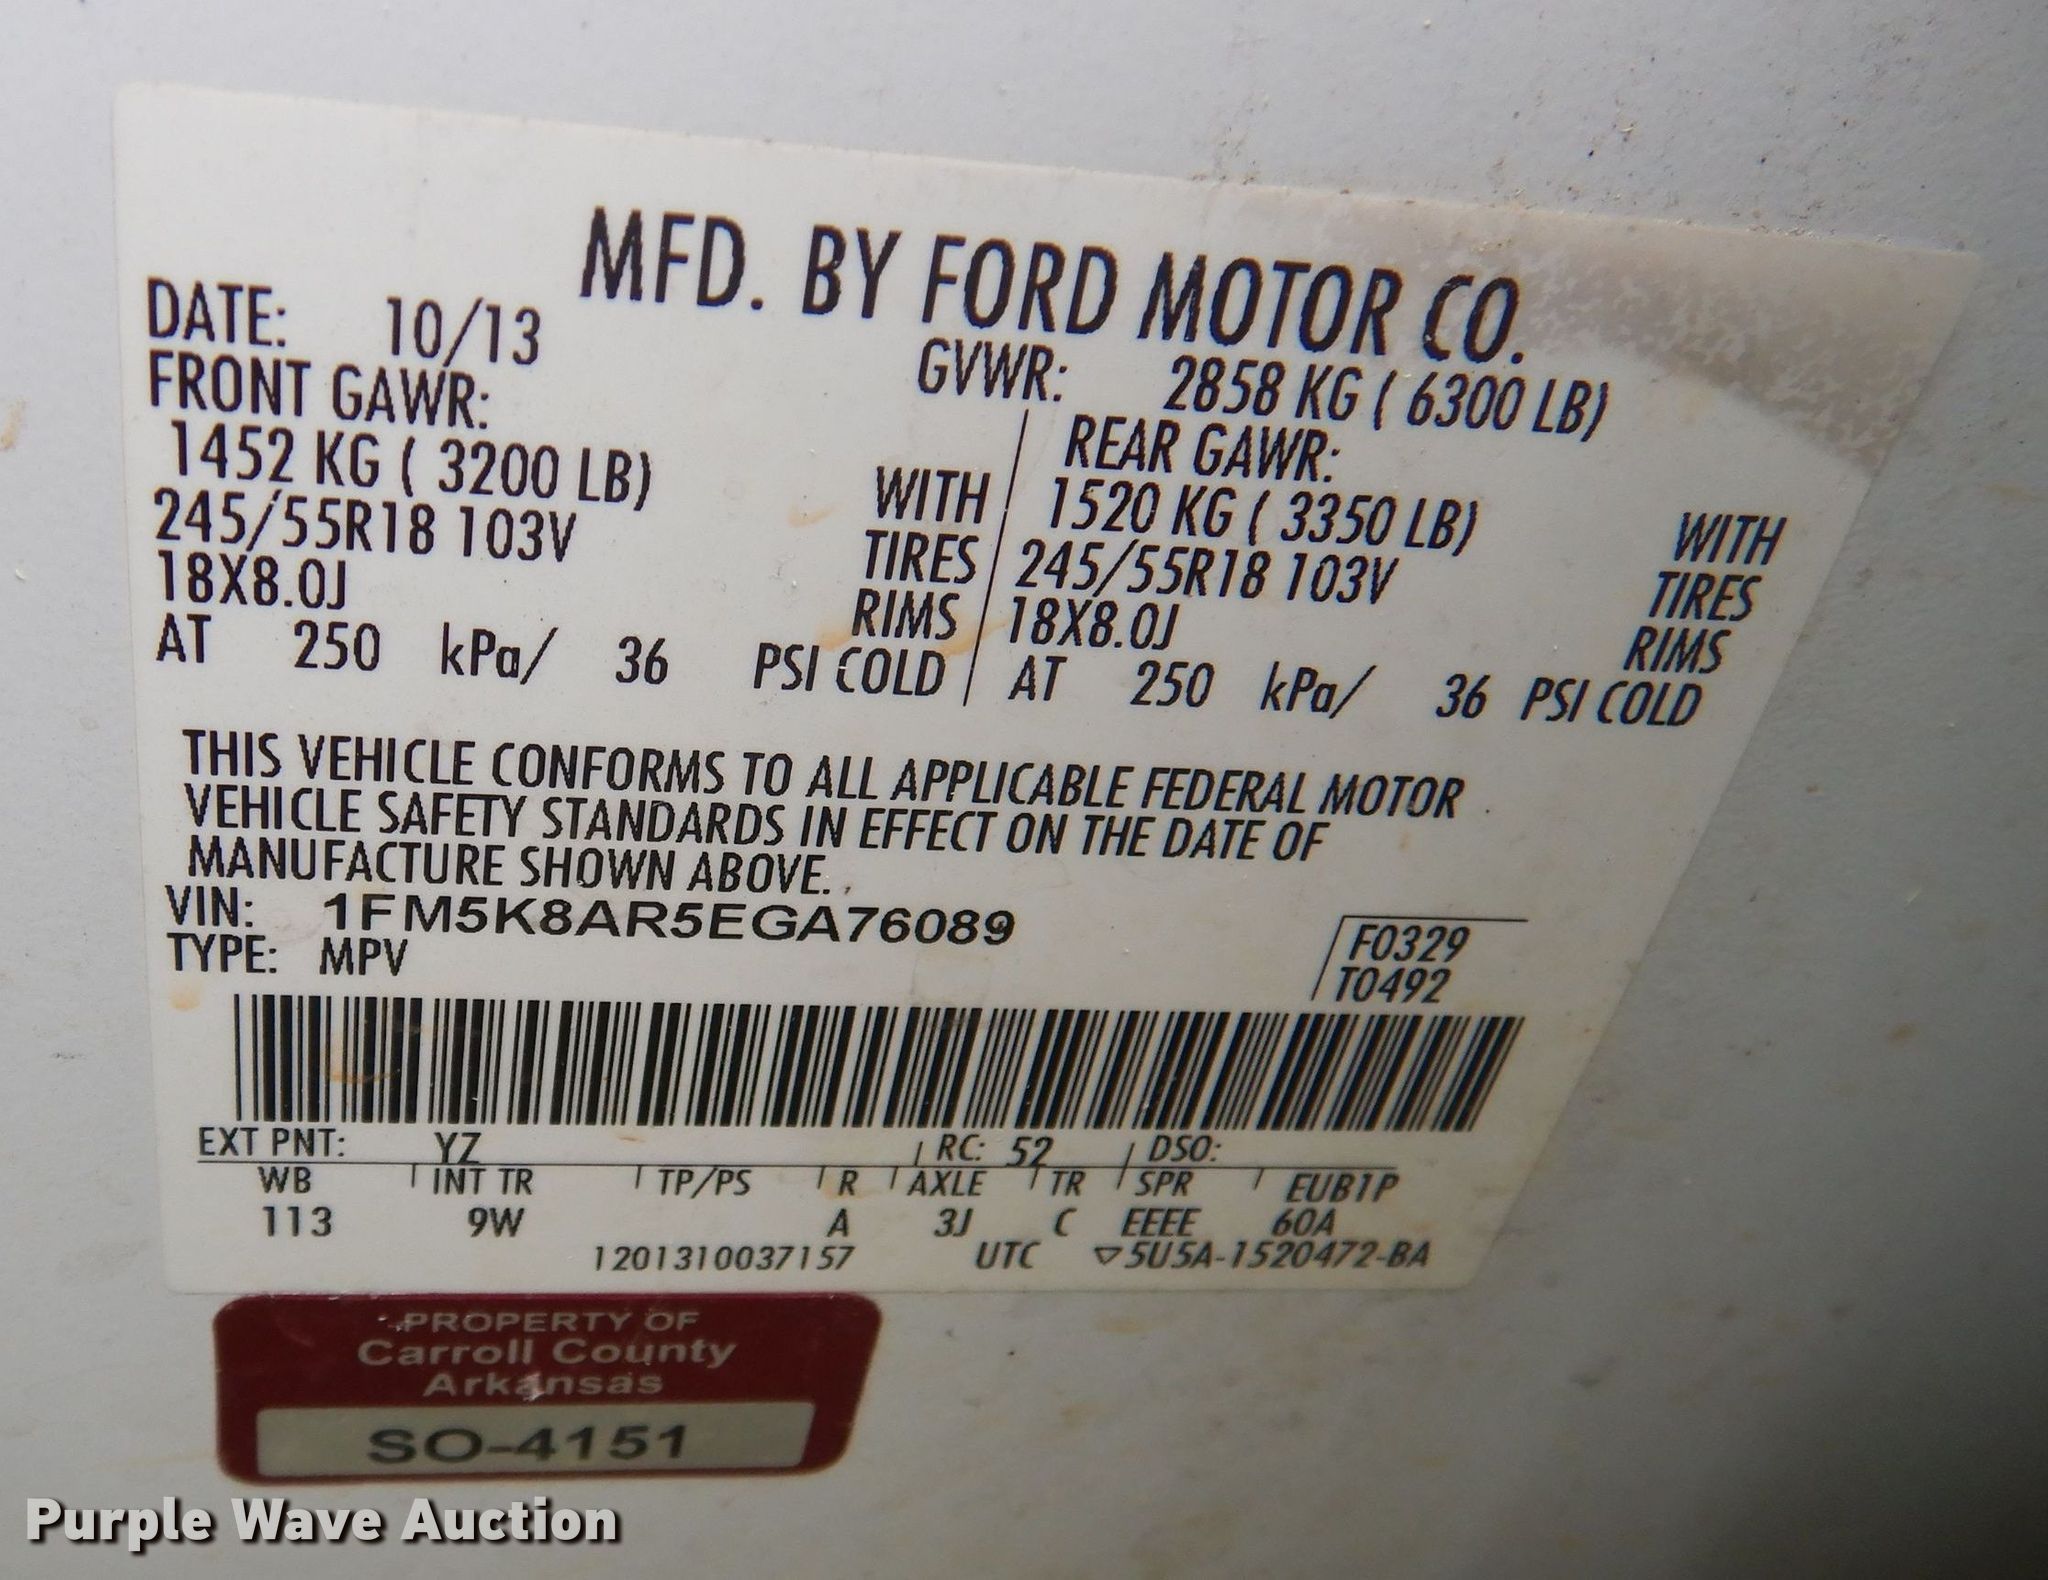 MFD. BY FORD MOTOR CO.
DATE: 10/13
GVWR: 2858 KG ( 6300 LB)
FRONT GAWR:
1452 KG ( 3200 LB)
WITH
245/55R18 103V
TIRES
18X8.0J
RIMS
AT 250 kPa/ 36 PSI COLD
REAR GAWR:
1520 KG ( 3350 LB)
WITH
245/55R18 103V
TIRES
18X8.0J
RIMS
AT 250 kPa/ 36 PSI COLD
THIS VEHICLE CONFORMS TO ALL APPLICABLE FEDERAL MOTOR
VEHICLE SAFETY STANDARDS IN EFFECT ON THE DATE OF
MANUFACTURE SHOWN ABOVE.
VIN: 1FM5K8AR5EGA76089
TYPE: MPV
F0329
T0492
EXT PNT: YZ RC: 52 DSO:
WB INT TR TP/PS R AXLE TR SPR EUB1P
113 9W A 3J C EEEE 60A
1201310037157 UTC ▽5U5A-1520472-BA
PROPERTY OF
Carroll County
Arkansas
SO-4151
Purple Wave Auction